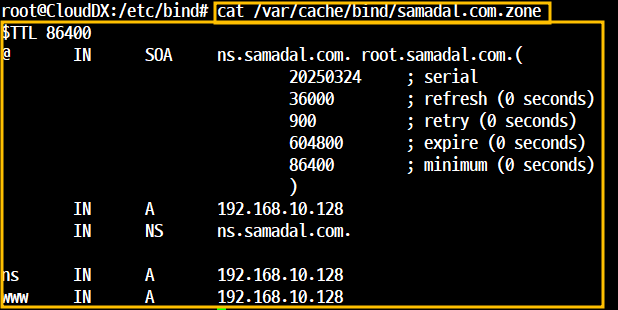 root@CloudDX:/etc/bind# cat /var/cache/bind/samadal.com.zone
$TTL 86400
@ IN SOA ns.samadal.com. root.samadal.com.(
20250324 ; serial
36000 ; refresh (0 seconds)
900 ; retry (0 seconds)
604800 ; expire (0 seconds)
86400 ; minimum (0 seconds)
)
IN A 192.168.10.128
IN NS ns.samadal.com.
ns IN A 192.168.10.128
www IN A 192.168.10.128